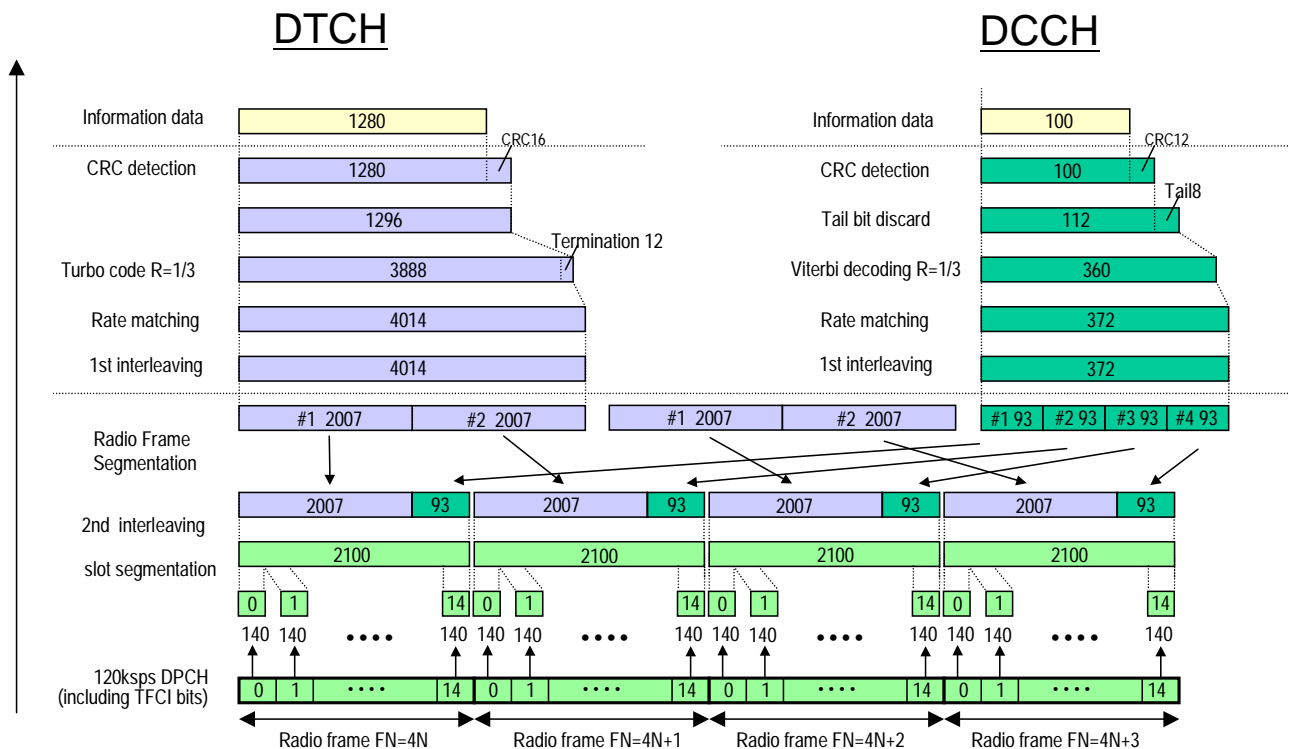 DTCH DCCH
Information data 1280 Information data 100
CRC16 CRC12
CRC detection 1280 CRC detection 100
Tail8
1296 Tail bit discard 112
Termination 12
Turbo code R=1/3 3888 Viterbi decoding R=1/3 360
Rate matching 4014 Rate matching 372
1st interleaving 4014 1st interleaving 372
#1 2007 #2 2007 #1 2007 #2 2007 #1 93 #2 93 #3 93 #4 93
Radio Frame
Segmentation
2007 93 2007 93 2007 93 2007 93
2nd interleaving
2100 2100 2100 2100
slot segmentation
0 1 14 0 1 14 0 1 14 0 1 14
140 140 •••• 140 140 140 •••• 140 140 140 •••• 140 140 140 •••• 140
120ksps DPCH
(including TFCI bits)
0 1 •••• 14 0 1 •••• 14 0 1 •••• 14 0 1 •••• 14
Radio frame FN=4N Radio frame FN=4N+1 Radio frame FN=4N+2 Radio frame FN=4N+3